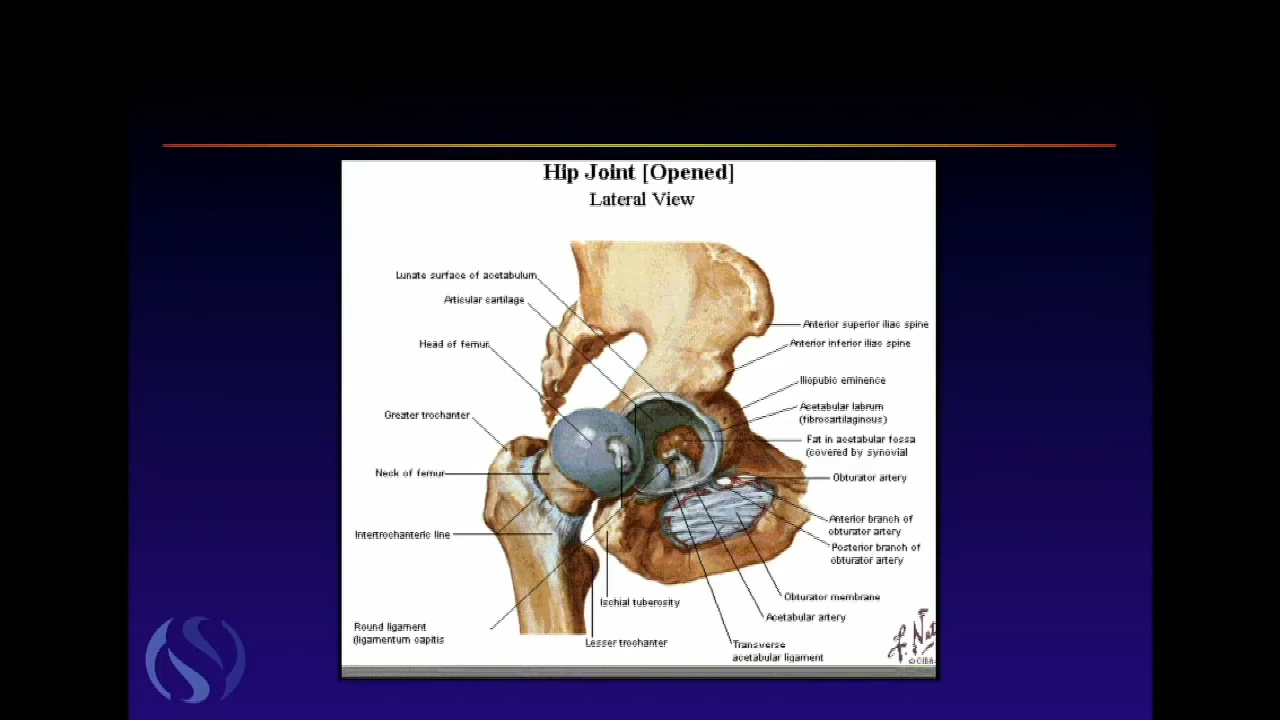 Hip Joint [Opened]
Lateral View
Lunate surface of acetabulum
Articular cartilage
Head of femur
Greater trochanter
Neck of femur
Intertrochanteric line
Round ligament
(ligamentum capitis
Ischial tuberosity
Lesser trochanter
Anterior superior iliac spine
Anterior inferior iliac spine
Iliopubic eminence
Acetabular labrum
(fibrocartilaginous)
Fat in acetabular fossa
(covered by synovial
Obturator artery
Anterior branch of
obturator artery
Posterior branch of
obturator artery
Obturator membrane
Acetabular artery
Transverse
acetabular ligament